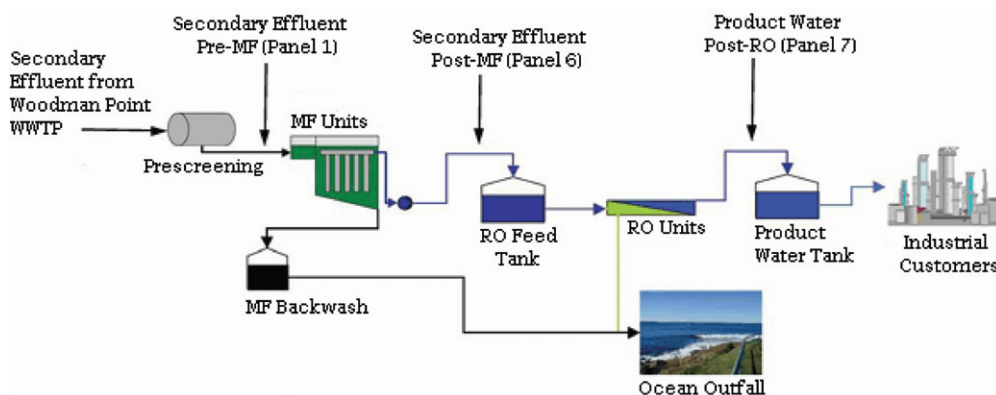 Secondary Effluent
Pre-MF (Panel 1)
Secondary Effluent
Post-MF (Panel 6)
Product Water
Post-RO (Panel 7)
Secondary
Effluent from
Woodman Point
WWTP
MF Units
Prescreening
RO Feed
Tank
RO Units
Product
Water Tank
Industrial
Customers
MF Backwash
Ocean Outfall